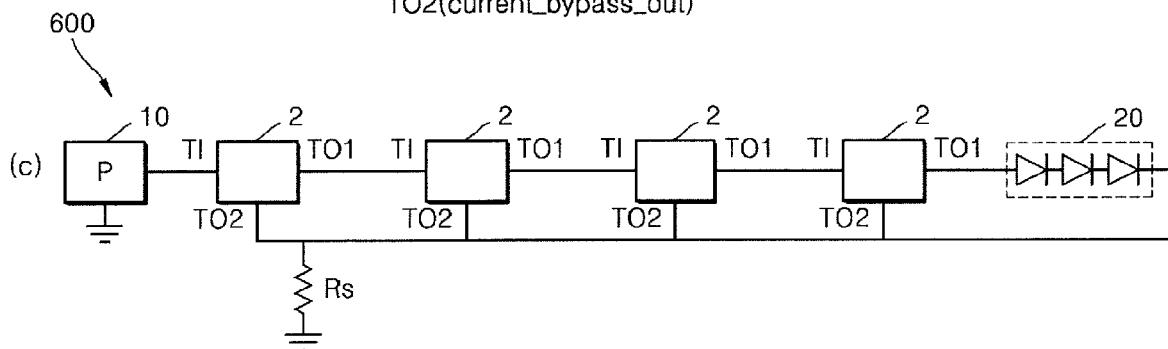 TO2(current_bypass_out)
600
10 2 2 2 2 20
(c) P TI TO1 TI TO1 TI TO1 TI TO1
TO2 TO2 TO2 TO2
Rs